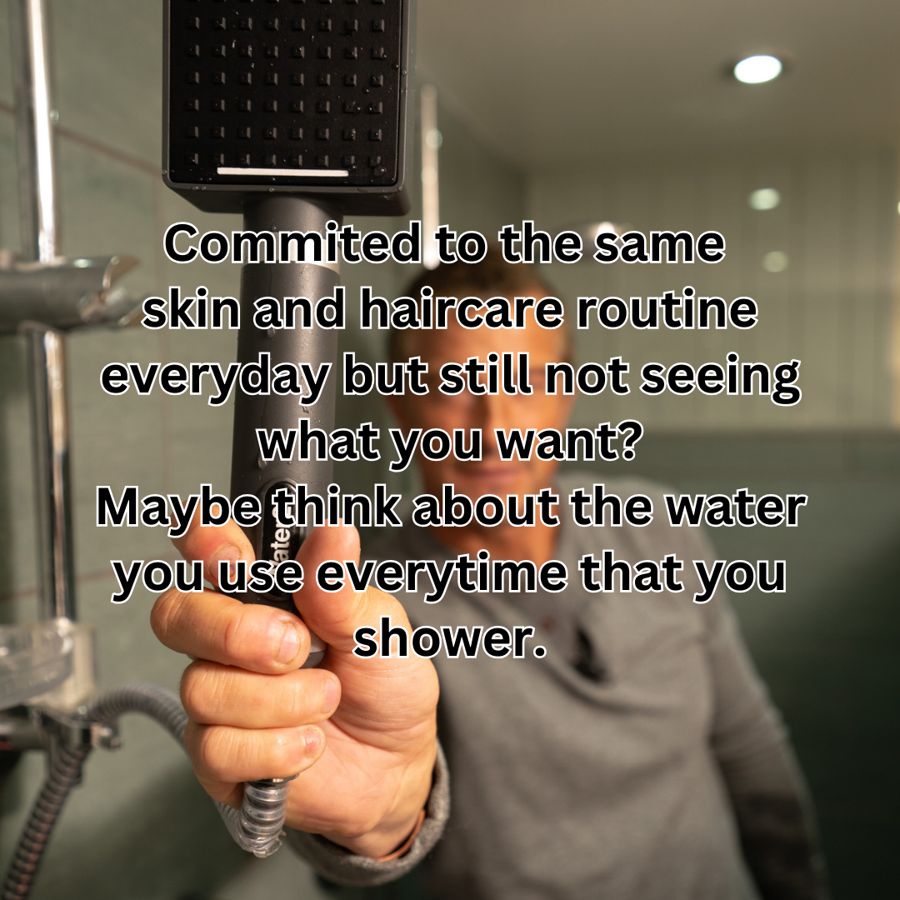 Commited to the same
skin and haircare routine
everyday but still not seeing
what you want?
Maybe think about the water
you use everytime that you
shower.